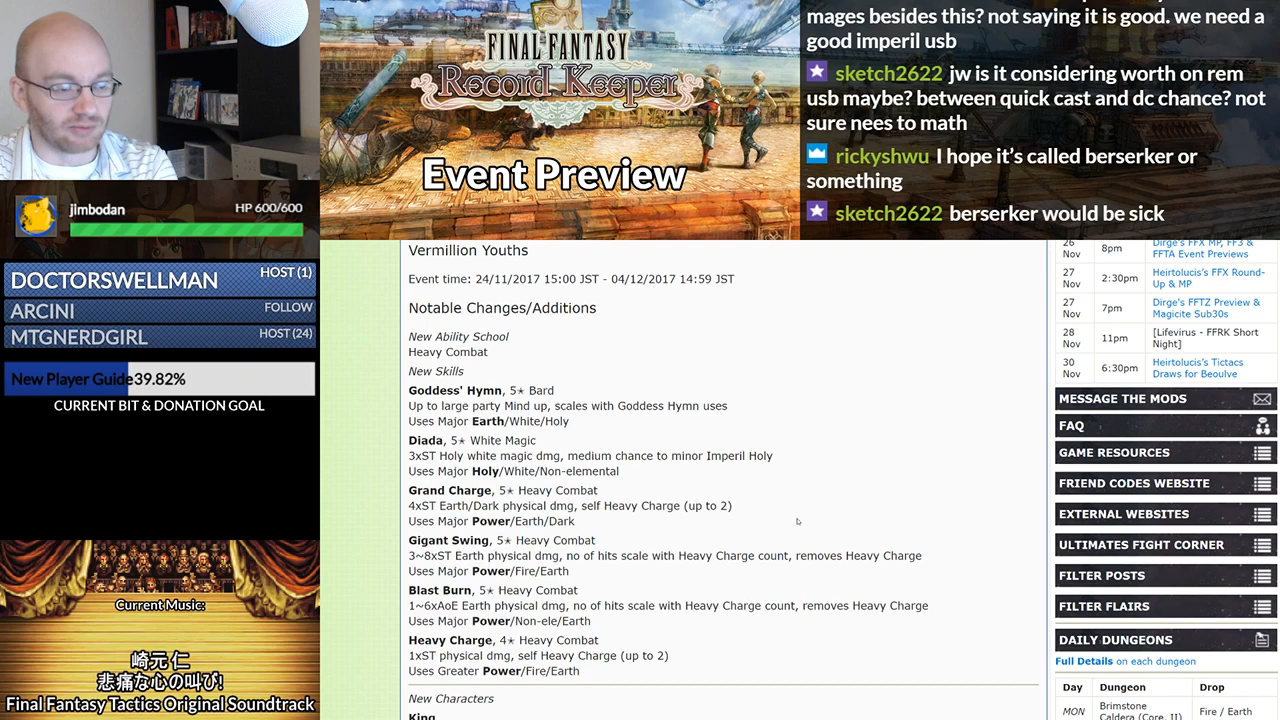 FINAL FANTASY
Record Keeper
Event Preview
mages besides this? not saying it is good. we need a
good imperil usb
sketch2622 jw is it considering worth on rem
usb maybe? between quick cast and dc chance? not
sure nees to math
rickyshwu I hope it's called berserker or
something
sketch2622 berserker would be sick
jimbodan HP 600/600
DOCTORSWELLMAN HOST (1)
ARCINI FOLLOW
MTGNERDGIRL HOST (24)
New Player Guide39.82%
CURRENT BIT & DONATION GOAL
Current Music:
崎元仁
悲痛な心の叫び!
Final Fantasy Tactics Original Soundtrack
Vermillion Youths
Event time: 24/11/2017 15:00 JST - 04/12/2017 14:59 JST
Notable Changes/Additions
New Ability School
Heavy Combat
New Skills
Goddess' Hymn, 5★ Bard
Up to large party Mind up, scales with Goddess Hymn uses
Uses Major Earth/White/Holy
Diada, 5★ White Magic
3xST Holy white magic dmg, medium chance to minor Imperil Holy
Uses Major Holy/White/Non-elemental
Grand Charge, 5★ Heavy Combat
4xST Earth/Dark physical dmg, self Heavy Charge (up to 2)
Uses Major Power/Earth/Dark
Gigant Swing, 5★ Heavy Combat
3~8xST Earth physical dmg, no of hits scale with Heavy Charge count, removes Heavy Charge
Uses Major Power/Fire/Earth
Blast Burn, 5★ Heavy Combat
1~6xAoE Earth physical dmg, no of hits scale with Heavy Charge count, removes Heavy Charge
Uses Major Power/Non-ele/Earth
Heavy Charge, 4★ Heavy Combat
1xST physical dmg, self Heavy Charge (up to 2)
Uses Greater Power/Fire/Earth
New Characters
King
26 Nov 8pm Dirge's FFX MP, FF3 &
FFTA Event Previews
27 Nov 2:30pm Heirtolucis's FFX Round-
Up & MP
27 Nov 7pm Dirge's FFTZ Preview &
Magicite Sub30s
28 Nov 11pm [Lifevirus - FFRK Short
Night]
30 Nov 6:30pm Heirtolucis's Tictacs
Draws for Beoulve
MESSAGE THE MODS
FAQ
GAME RESOURCES
FRIEND CODES WEBSITE
EXTERNAL WEBSITES
ULTIMATES FIGHT CORNER
FILTER POSTS
FILTER FLAIRS
DAILY DUNGEONS
Full Details on each dungeon
Day Dungeon Drop
MON Brimstone
Caldera (Core, II) Fire / Earth